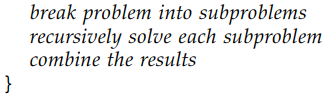 break problem into subproblems
recursively solve each subproblem
combine the results
}